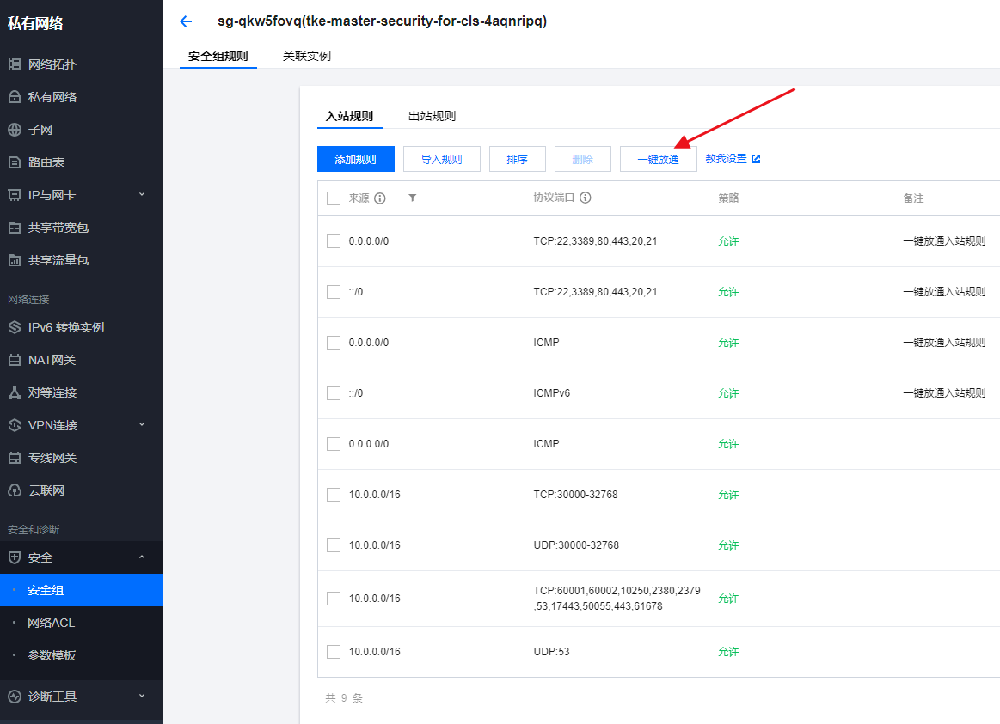 私有网络
网络拓扑
私有网络
子网
路由表
IP与网卡
共享带宽包
共享流量包
网络连接
IPv6 转换实例
NAT网关
对等连接
VPN连接
专线网关
云联网
安全和诊断
安全
安全组
网络ACL
参数模板
诊断工具
sg-qkw5fovq(tke-master-security-for-cls-4aqnripq)
安全组规则 关联实例
入站规则 出站规则
添加规则 导入规则 排序 删除 一键放通 教我设置
来源 协议端口 策略 备注
0.0.0.0/0 TCP:22,3389,80,443,20,21 允许 一键放通入站规则
::/0 TCP:22,3389,80,443,20,21 允许 一键放通入站规则
0.0.0.0/0 ICMP 允许 一键放通入站规则
::/0 ICMPv6 允许 一键放通入站规则
0.0.0.0/0 ICMP 允许
10.0.0.0/16 TCP:30000-32768 允许
10.0.0.0/16 UDP:30000-32768 允许
10.0.0.0/16 TCP:60001,60002,10250,2380,2379 允许
,53,17443,50055,443,61678
10.0.0.0/16 UDP:53 允许
共 9 条